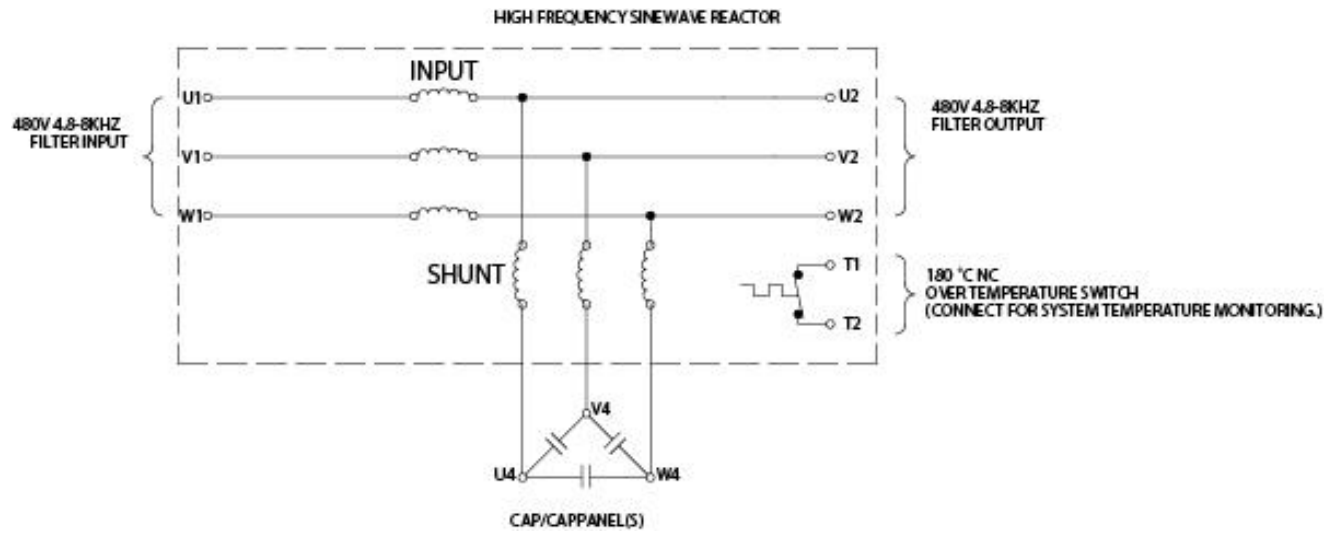 HIGH FREQUENCY SINEWAVE REACTOR
INPUT
U1
U2
480V 4.8-8KHZ
FILTER INPUT
480V 4.8-8KHZ
FILTER OUTPUT
V1
V2
W1
W2
SHUNT
T1
T2
180 °C NC
OVER TEMPERATURE SWITCH
(CONNECT FOR SYSTEM TEMPERATURE MONITORING.)
V4
U4
W4
CAP/CAPPANEL(S)